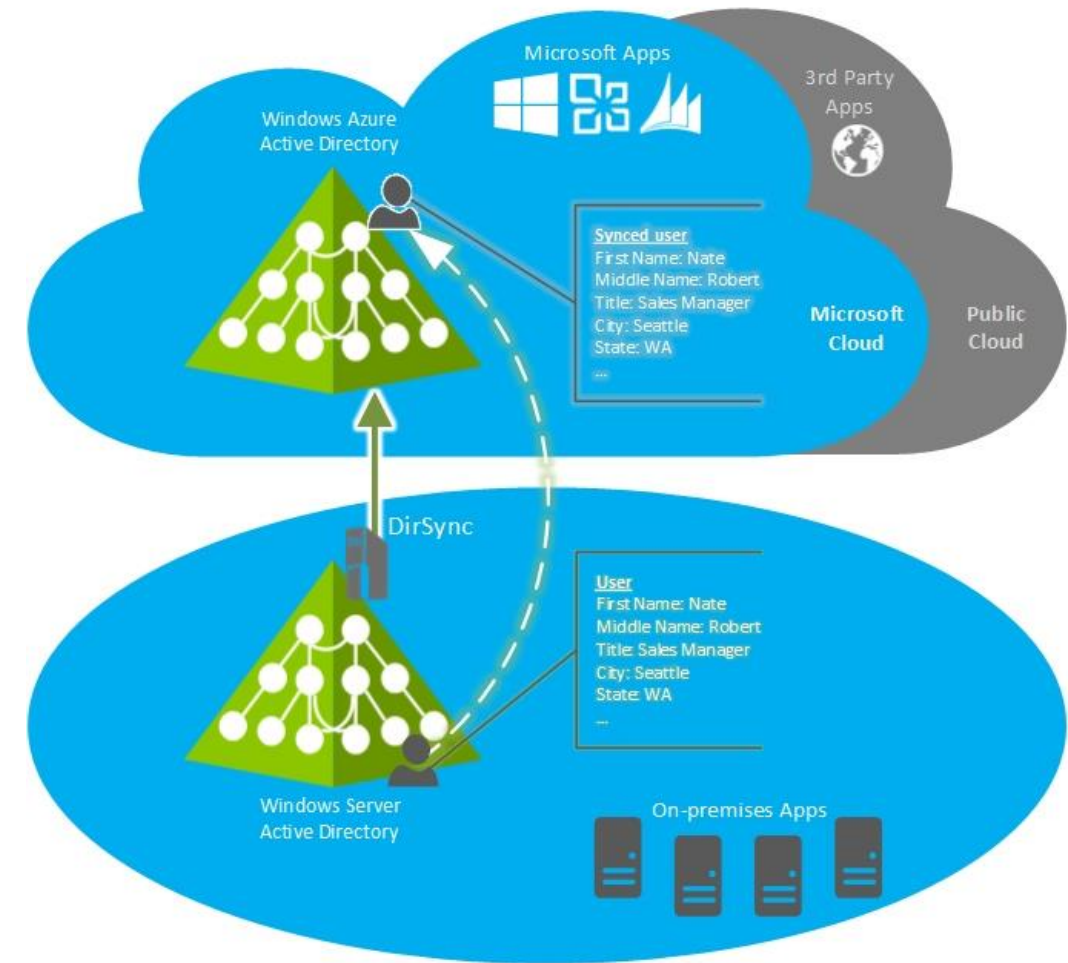 Microsoft Apps
3rd Party
Apps
Windows Azure
Active Directory
Synced user
First Name: Nate
Middle Name: Robert
Title: Sales Manager
City: Seattle
State: WA
...
Microsoft
Cloud
Public
Cloud
DirSync
User
First Name: Nate
Middle Name: Robert
Title: Sales Manager
City: Seattle
State: WA
...
Windows Server
Active Directory
On-premises Apps